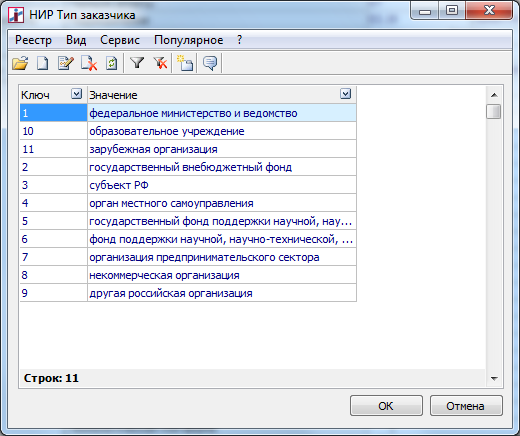 НИР Тип заказчика
Реестр Вид Сервис Популярное ?
Ключ Значение
1 федеральное министерство и ведомство
10 образовательное учреждение
11 зарубежная организация
2 государственный внебюджетный фонд
3 субъект РФ
4 орган местного самоуправления
5 государственный фонд поддержки научной, нау...
6 фонд поддержки научной, научно-технической, ...
7 организация предпринимательского сектора
8 некоммерческая организация
9 другая российская организация
Строк: 11
ОК Отмена